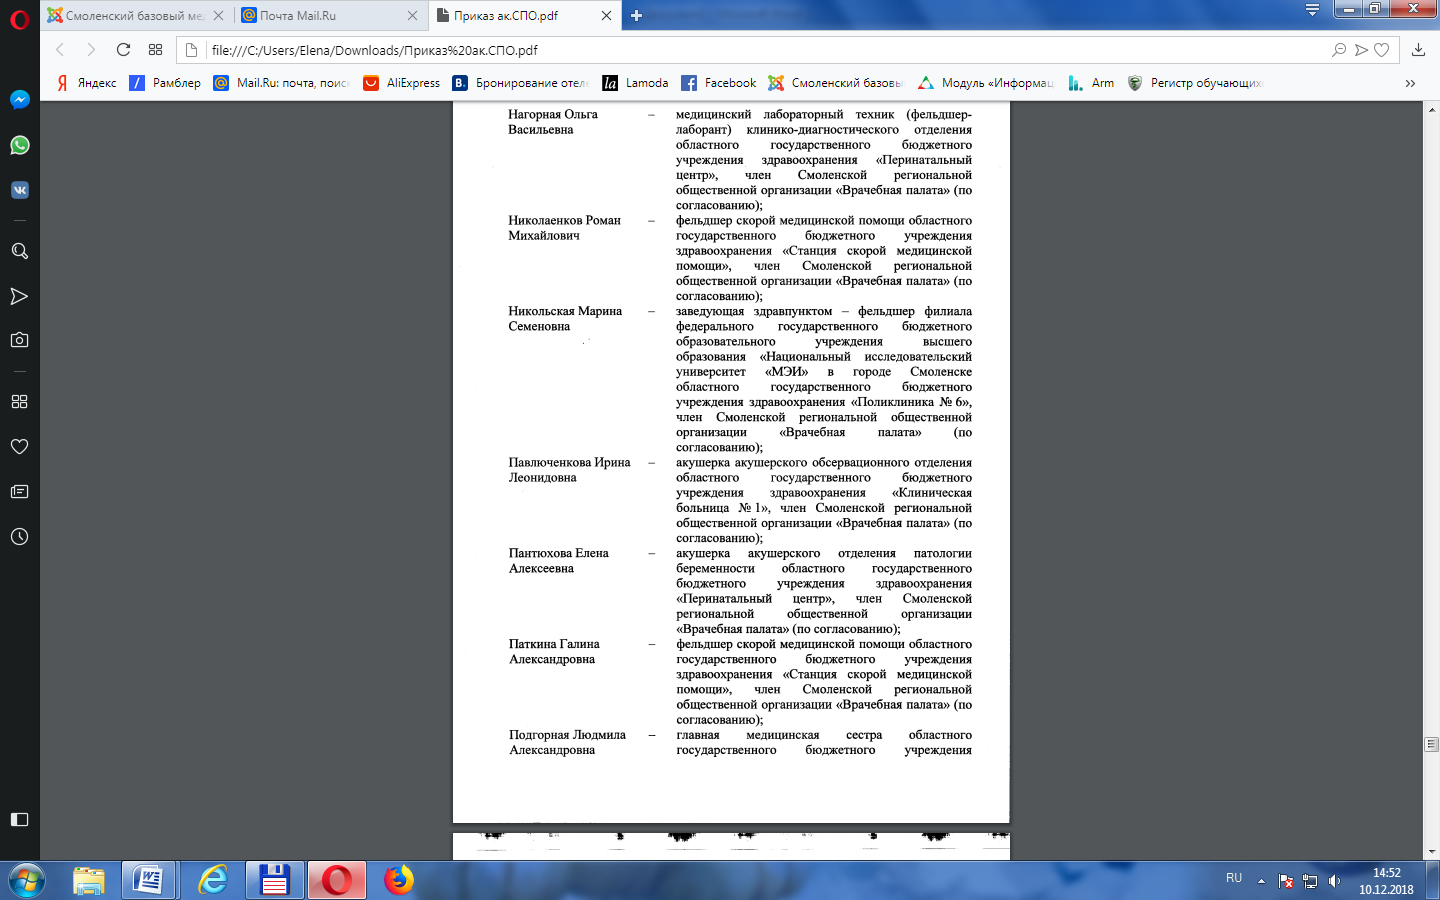 Смоленский базовый ме
Почта Mail.Ru
Приказ ак.СПО.pdf
file:///C:/Users/Elena/Downloads/Приказ%20ак.СПО.pdf
Яндекс
Рамблер
Mail.Ru: почта, поиск
AliExpress
Бронирование отеле
Lamoda
Facebook
Смоленский базовы
Модуль «Информац
Arm
Регистр обучающихс
Нагорная Ольга – медицинский лабораторный техник (фельдшер-
Васильевна лаборант) клинико-диагностического отделения
областного государственного бюджетного
учреждения здравоохранения «Перинатальный
центр», член Смоленской региональной
общественной организации «Врачебная палата» (по
согласованию);
Николаенков Роман – фельдшер скорой медицинской помощи областного
Михайлович государственного бюджетного учреждения
здравоохранения «Станция скорой медицинской
помощи», член Смоленской региональной
общественной организации «Врачебная палата» (по
согласованию);
Никольская Марина – заведующая здравпунктом – фельдшер филиала
Семеновна федерального государственного бюджетного
образовательного учреждения высшего
образования «Национальный исследовательский
университет «МЭИ» в городе Смоленске
областного государственного бюджетного
учреждения здравоохранения «Поликлиника № 6»,
член Смоленской региональной общественной
организации «Врачебная палата» (по
согласованию);
Павлюченкова Ирина – акушерка акушерского обсервационного отделения
Леонидовна областного государственного бюджетного
учреждения здравоохранения «Клиническая
больница № 1», член Смоленской региональной
общественной организации «Врачебная палата» (по
согласованию);
Пантюхова Елена – акушерка акушерского отделения патологии
Алексеевна беременности областного государственного
бюджетного учреждения здравоохранения
«Перинатальный центр», член Смоленской
региональной общественной организации
«Врачебная палата» (по согласованию);
Паткина Галина – фельдшер скорой медицинской помощи областного
Александровна государственного бюджетного учреждения
здравоохранения «Станция скорой медицинской
помощи», член Смоленской региональной
общественной организации «Врачебная палата» (по
согласованию);
Подгорная Людмила – главная медицинская сестра областного
Александровна государственного бюджетного учреждения
RU
14:52
10.12.2018